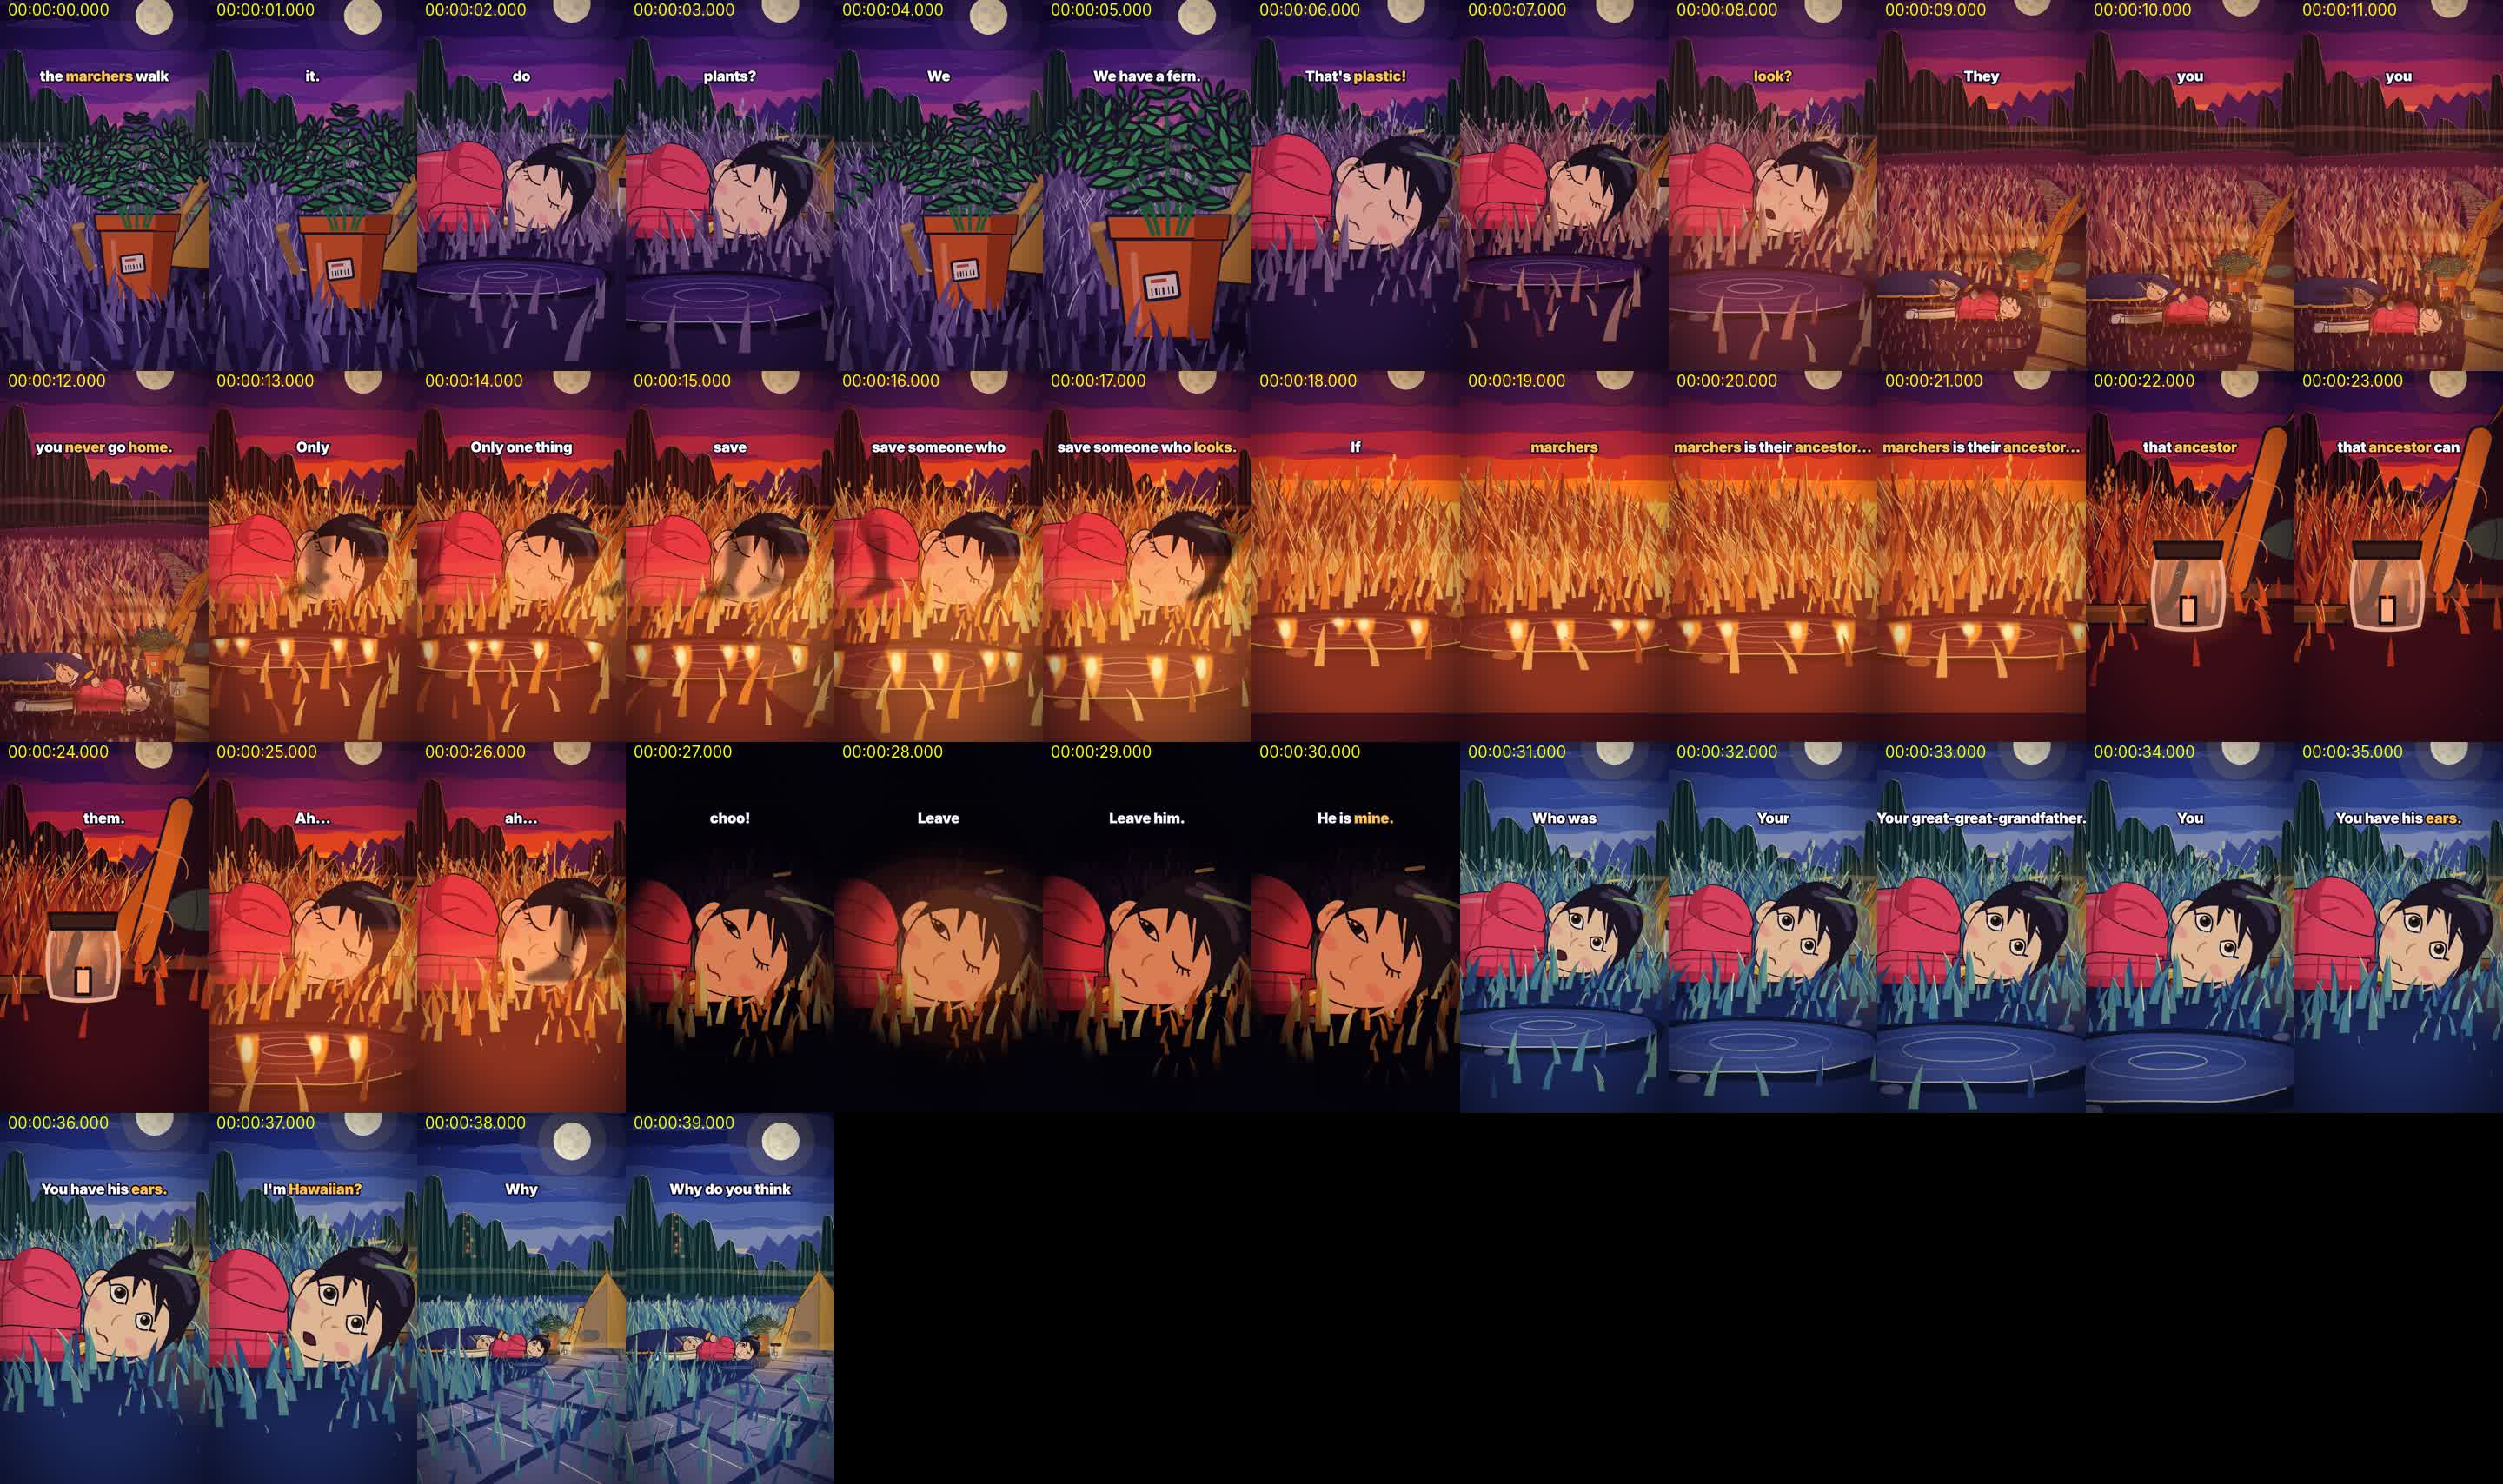 00:00:00.000
the marchers walk
00:00:01.000
it.
00:00:02.000
do
00:00:03.000
plants?
00:00:04.000
We
00:00:05.000
We have a fern.
00:00:06.000
That's plastic!
00:00:07.000
00:00:08.000
look?
00:00:09.000
They
00:00:10.000
you
00:00:11.000
you
00:00:12.000
you never go home.
00:00:13.000
Only
00:00:14.000
Only one thing
00:00:15.000
save
00:00:16.000
save someone who
00:00:17.000
save someone who looks.
00:00:18.000
If
00:00:19.000
marchers
00:00:20.000
marchers is their ancestor...
00:00:21.000
marchers is their ancestor...
00:00:22.000
that ancestor
00:00:23.000
that ancestor can
00:00:24.000
them.
00:00:25.000
Ah...
00:00:26.000
ah...
00:00:27.000
choo!
00:00:28.000
Leave
00:00:29.000
Leave him.
00:00:30.000
He is mine.
00:00:31.000
Who was
00:00:32.000
Your
00:00:33.000
Your great-great-grandfather.
00:00:34.000
You
00:00:35.000
You have his ears.
00:00:36.000
You have his ears.
00:00:37.000
I'm Hawaiian?
00:00:38.000
Why
00:00:39.000
Why do you think